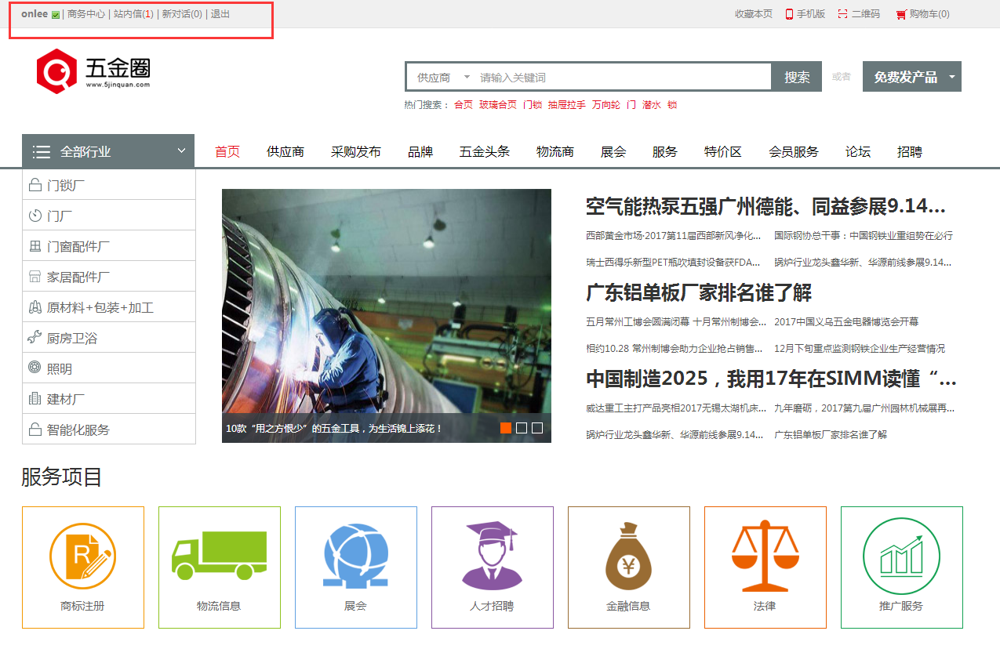 onlee | 商务中心 | 站内信(1) | 新对话(0) | 退出
收藏本页 手机版 二维码 购物车(0)
五金圈
www.5jinquan.com
供应商 请输入关键词 搜索 或者 免费发产品
热门搜索： 合页 玻璃合页 门锁 抽屉拉手 万向轮 门 潜水 锁
全部行业 首页 供应商 采购发布 品牌 五金头条 物流商 展会 服务 特价区 会员服务 论坛 招聘
门锁厂
门厂
门窗配件厂
家居配件厂
原材料+包装+加工
厨房卫浴
照明
建材厂
智能化服务
10款“用之方恨少”的五金工具，为生活锦上添花！
空气能热泵五强广州德能、同益参展9.14...
西部黄金市场·2017第11届西部新风净化... 国际钢协总干事：中国钢铁业重组势在必行
瑞士西得乐新型PET瓶吹填封设备获FDA... 锅炉行业龙头鑫华新、华源前线参展9.14...
广东铝单板厂家排名谁了解
五月常州工博会圆满闭幕 十月常州制博会... 2017中国义乌五金电器博览会开幕
相约10.28 常州制博会助力企业抢占销售... 12月下旬重点监测钢铁企业生产经营情况
中国制造2025，我用17年在SIMM读懂“...
威达重工主打产品亮相2017无锡太湖机床... 九年磨砺，2017第九届广州园林机械展再...
锅炉行业龙头鑫华新、华源前线参展9.14... 广东铝单板厂家排名谁了解
服务项目
R
¥
商标注册 物流信息 展会 人才招聘 金融信息 法律 推广服务